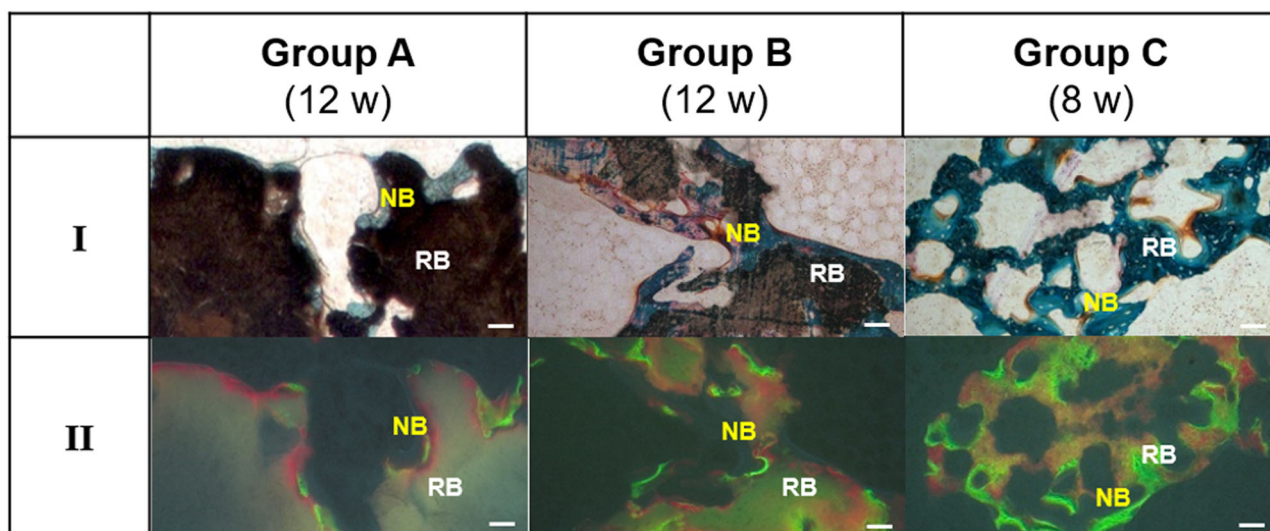 Group A
(12 w)
Group B
(12 w)
Group C
(8 w)
I
NB
RB
NB
RB
RB
NB
II
NB
RB
NB
RB
RB
NB